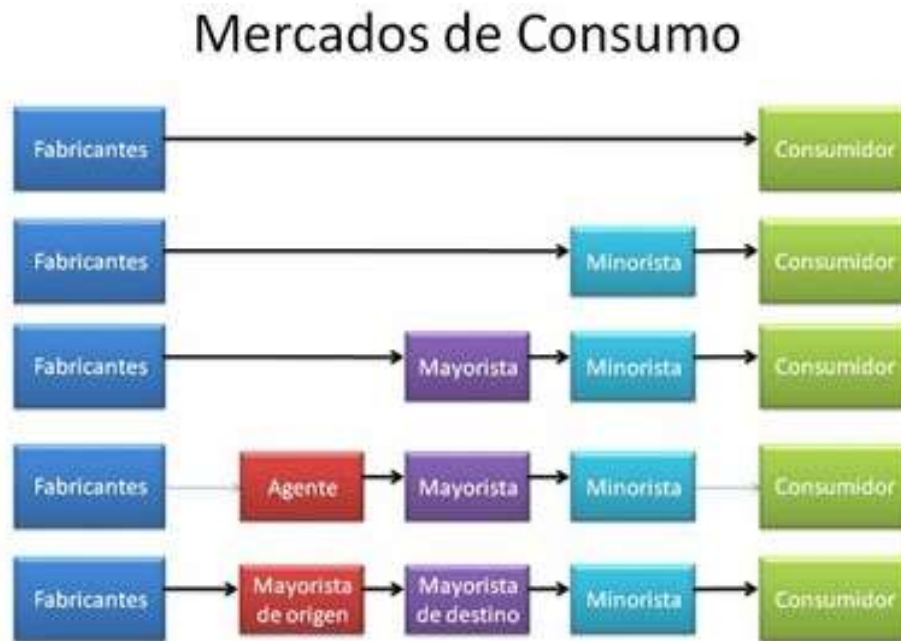 Mercados de Consumo
Fabricantes Consumidor
Fabricantes Minorista Consumidor
Fabricantes Mayorista Minorista Consumidor
Fabricantes Agente Mayorista Minorista Consumidor
Fabricantes Mayorista de origen Mayorista de destino Minorista Consumidor